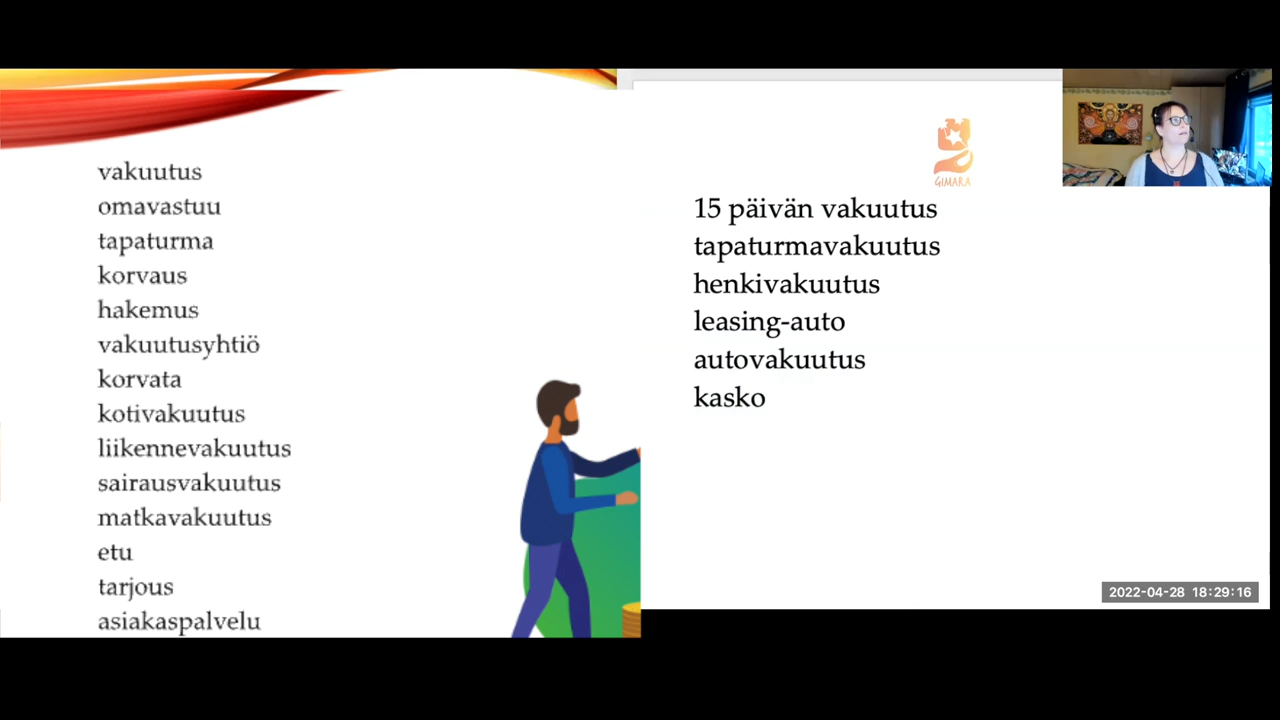 vakuutus
omavastuu
tapaturma
korvaus
hakemus
vakuutusyhtiö
korvata
kotivakuutus
liikennevakuutus
sairausvakuutus
matkavakuutus
etu
tarjous
asiakaspalvelu
GIMARA
15 päivän vakuutus
tapaturmavakuutus
henkivakuutus
leasing-auto
autovakuutus
kasko
2022-04-28 18:29:16